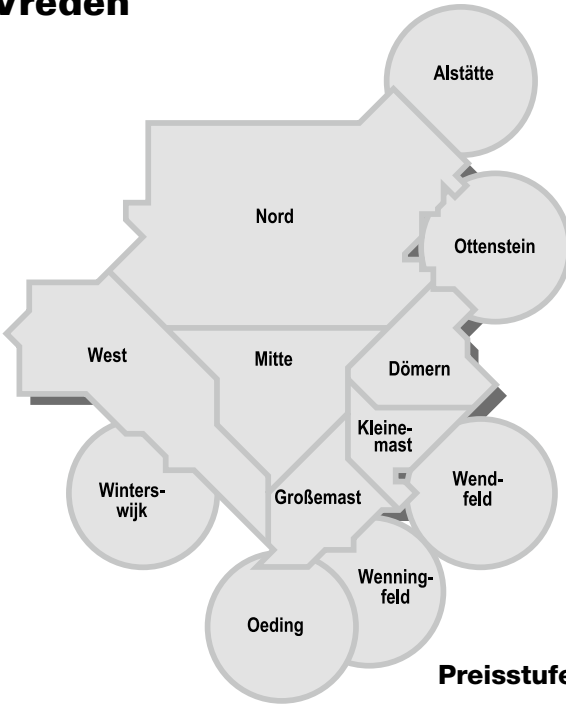 Vreden
Alstätte
Nord
Ottenstein
West
Mitte
Dömern
Kleine-
mast
Winters-
wijk
Großemast
Wend-
feld
Wenning-
feld
Oeding
Preisstufe